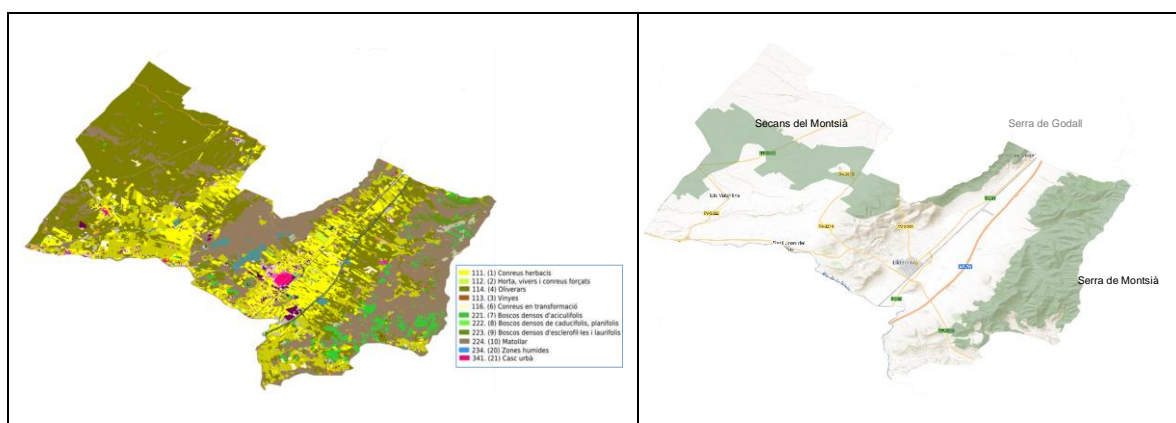 111. (1) Conreus herbacis
112. (2) Horta, vivers i conreus forçats
114. (4) Oliverars
113. (3) Vinyes
116. (6) Conreus en transformació
221. (7) Boscos densos d'aciculifolis
222. (8) Boscos densos de caducifolis, planifolis
223. (9) Boscos densos d'esclerofil·les i laurifolis
224. (10) Matollar
234. (20) Zones humides
341. (21) Casc urbà
Secans del Montsià
Serra de Godall
Els Valentins
Serra de Montsià